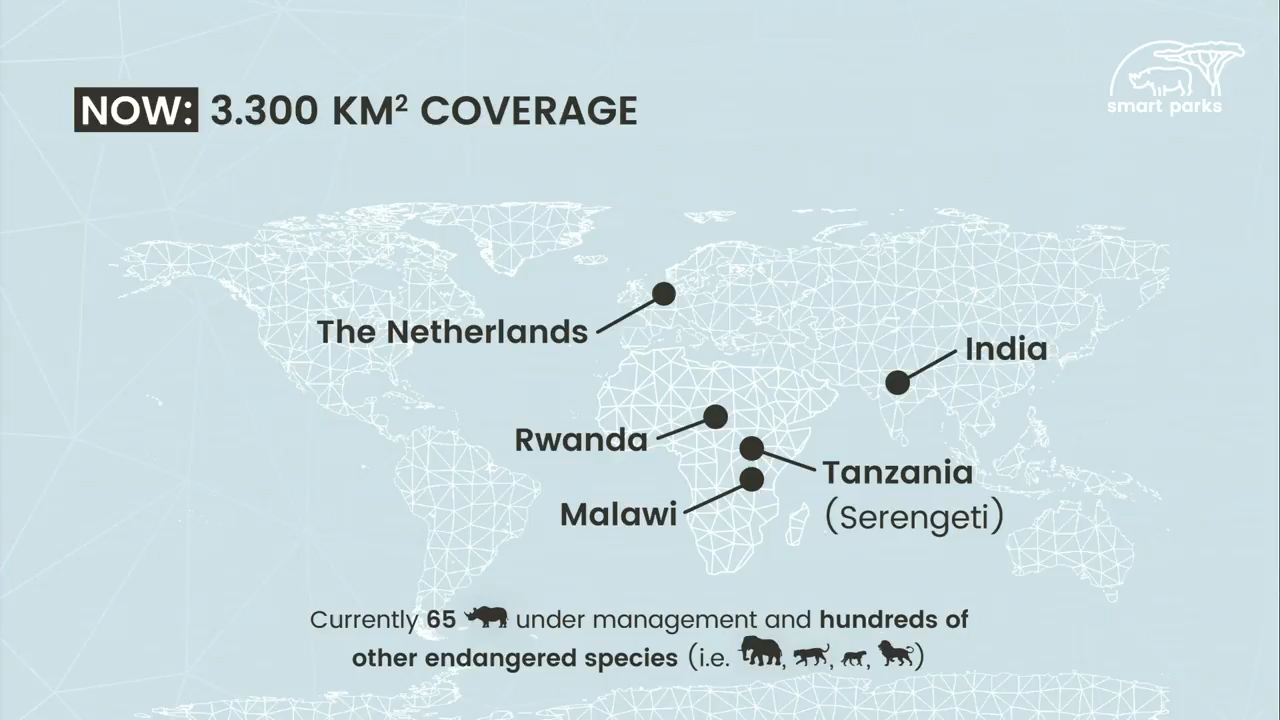 smart parks
NOW: 3.300 KM² COVERAGE
The Netherlands
India
Rwanda
Tanzania
(Serengeti)
Malawi
Currently 65 under management and hundreds of
other endangered species (i.e. , , , )